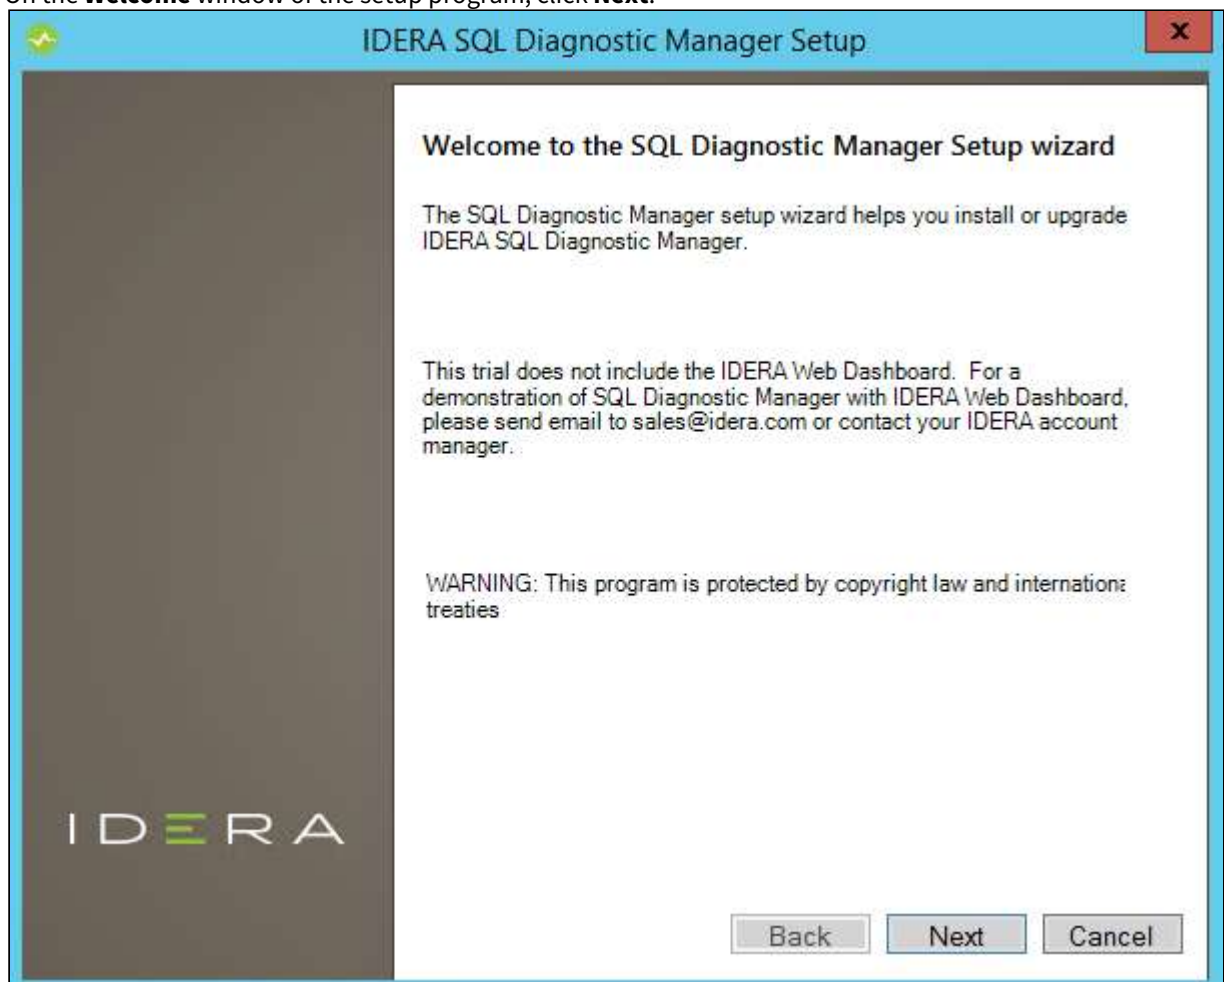 On the Welcome window of the setup program, click Next.
IDERA SQL Diagnostic Manager Setup
x
Welcome to the SQL Diagnostic Manager Setup wizard
The SQL Diagnostic Manager setup wizard helps you install or upgrade
IDERA SQL Diagnostic Manager.
This trial does not include the IDERA Web Dashboard.  For a
demonstration of SQL Diagnostic Manager with IDERA Web Dashboard,
please send email to sales@idera.com or contact your IDERA account
manager.
WARNING: This program is protected by copyright law and internationa
treaties
IDERA
Back Next Cancel